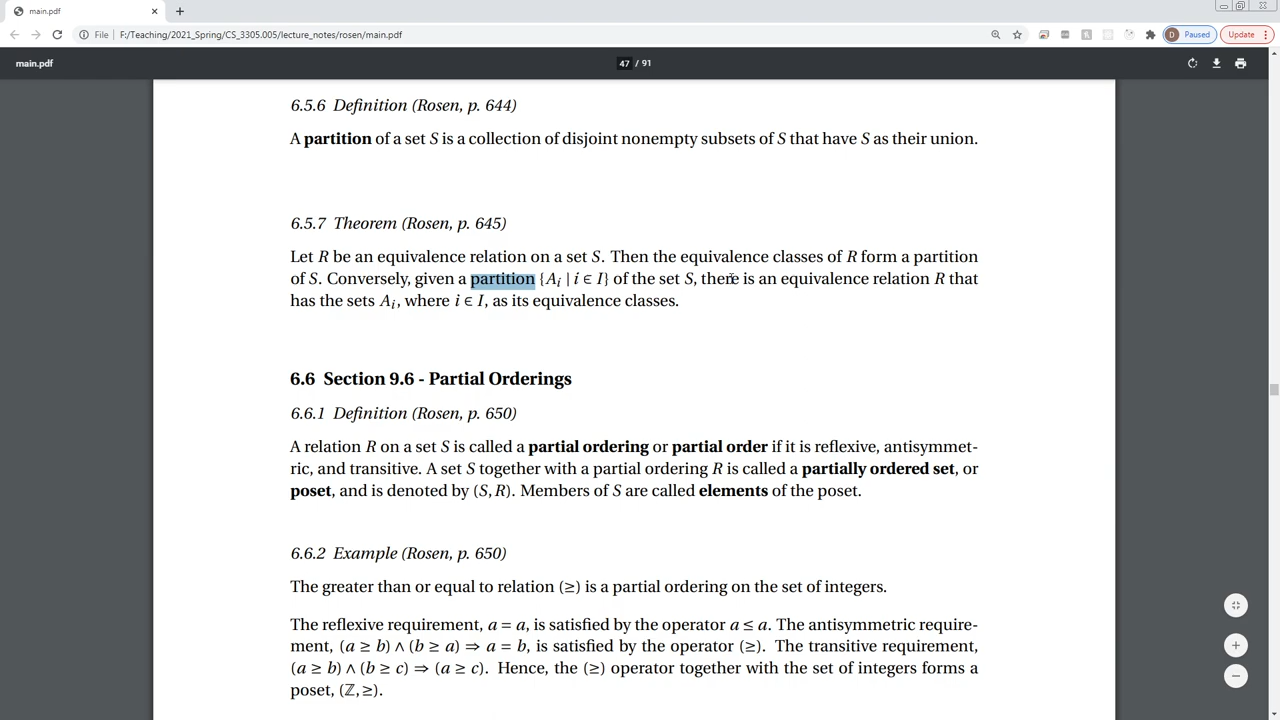 main.pdf
File | F:/Teaching/2021_Spring/CS_3305.005/lecture_notes/rosen/main.pdf
D Paused Update
main.pdf 47 / 91
6.5.6 Definition (Rosen, p. 644)
A partition of a set S is a collection of disjoint nonempty subsets of S that have S as their union.
6.5.7 Theorem (Rosen, p. 645)
Let R be an equivalence relation on a set S. Then the equivalence classes of R form a partition
of S. Conversely, given a partition {Aᵢ | i ∈ I} of the set S, there is an equivalence relation R that
has the sets Aᵢ, where i ∈ I, as its equivalence classes.
6.6 Section 9.6 - Partial Orderings
6.6.1 Definition (Rosen, p. 650)
A relation R on a set S is called a partial ordering or partial order if it is reflexive, antisymmet-
ric, and transitive. A set S together with a partial ordering R is called a partially ordered set, or
poset, and is denoted by (S, R). Members of S are called elements of the poset.
6.6.2 Example (Rosen, p. 650)
The greater than or equal to relation (≥) is a partial ordering on the set of integers.
The reflexive requirement, a = a, is satisfied by the operator a ≤ a. The antisymmetric require-
ment, (a ≥ b) ∧ (b ≥ a) ⇒ a = b, is satisfied by the operator (≥). The transitive requirement,
(a ≥ b) ∧ (b ≥ c) ⇒ (a ≥ c). Hence, the (≥) operator together with the set of integers forms a
poset, (ℤ, ≥).